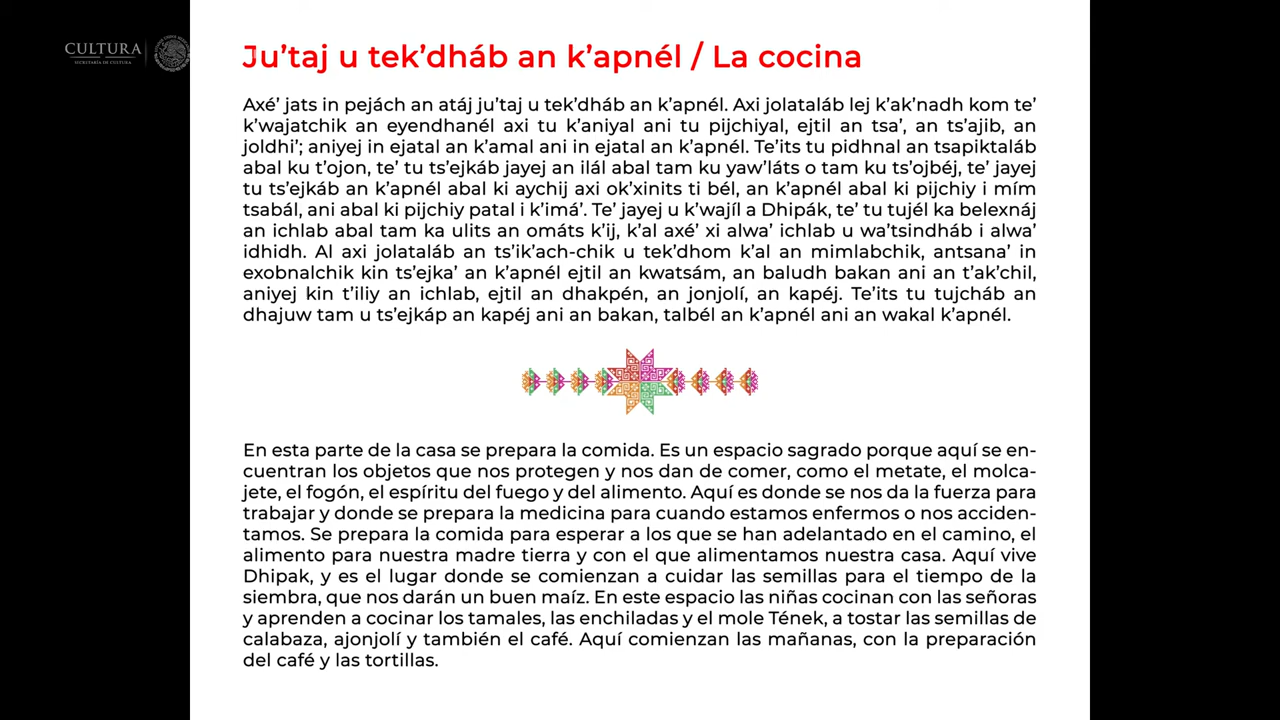 CULTURA
SECRETARÍA DE CULTURA
Ju’taj u tek’dháb an k’apnél / La cocina
Axé’ jats in pejách an atáj ju’taj u tek’dháb an k’apnél. Axi jolataláb lej k’ak’nadh kom te’
k’wajatchik an eyendhanél axi tu k’aniyal ani tu pijchiyal, ejtil an tsa’, an ts’ajib, an
joldhi’; aniyej in ejatal an k’amal ani in ejatal an k’apnél. Te’its tu pidhnal an tsapiktaláb
abal ku t’ojon, te’ tu ts’ejkáb jayej an ilál abal tam ku yaw’láts o tam ku ts’ojbéj, te’ jayej
tu ts’ejkáb an k’apnél abal ki aychij axi ok’xinits ti bél, an k’apnél abal ki pijchiy i mím
tsabál, ani abal ki pijchiy patal i k’imá’. Te’ jayej u k’wajíl a Dhipák, te’ tu tujél ka belexnáj
an ichlab abal tam ka ulits an omáts k’ij, k’al axé’ xi alwa’ ichlab u wa’tsindháb i alwa’
idhidh. Al axi jolataláb an ts’ik’ach-chik u tek’dhom k’al an mimlabchik, antsana’ in
exobnalchik kin ts’ejka’ an k’apnél ejtil an kwatsám, an baludh bakan ani an t’ak’chil,
aniyej kin t’iliy an ichlab, ejtil an dhakpén, an jonjolí, an kapéj. Te’its tu tujcháb an
dhajuw tam u ts’ejkáp an kapéj ani an bakan, talbél an k’apnél ani an wakal k’apnél.
En esta parte de la casa se prepara la comida. Es un espacio sagrado porque aquí se en-
cuentran los objetos que nos protegen y nos dan de comer, como el metate, el molca-
jete, el fogón, el espíritu del fuego y del alimento. Aquí es donde se nos da la fuerza para
trabajar y donde se prepara la medicina para cuando estamos enfermos o nos acciden-
tamos. Se prepara la comida para esperar a los que se han adelantado en el camino, el
alimento para nuestra madre tierra y con el que alimentamos nuestra casa. Aquí vive
Dhipak, y es el lugar donde se comienzan a cuidar las semillas para el tiempo de la
siembra, que nos darán un buen maíz. En este espacio las niñas cocinan con las señoras
y aprenden a cocinar los tamales, las enchiladas y el mole Tének, a tostar las semillas de
calabaza, ajonjolí y también el café. Aquí comienzan las mañanas, con la preparación
del café y las tortillas.